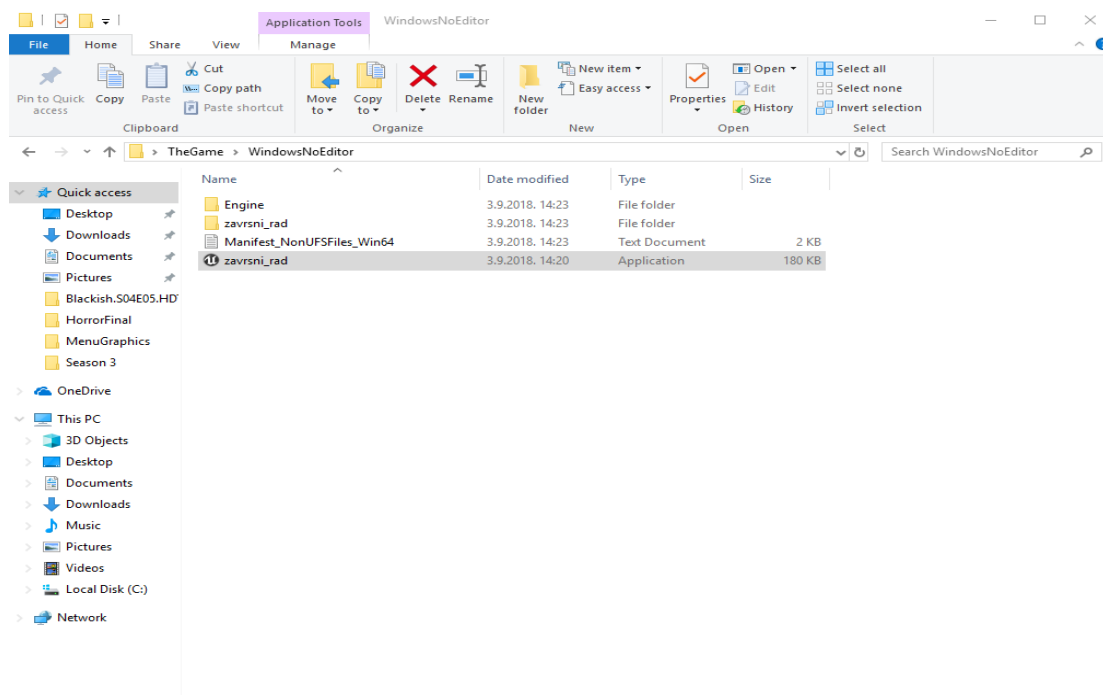 Application Tools WindowsNoEditor
File Home Share View Manage
Pin to Quick access
Copy
Paste
Cut
Copy path
Paste shortcut
Clipboard
Move to
Copy to
Delete
Rename
Organize
New folder
New item
Easy access
New
Properties
Open
Edit
History
Open
Select all
Select none
Invert selection
Select
TheGame > WindowsNoEditor
Search WindowsNoEditor
Quick access
Desktop
Downloads
Documents
Pictures
Blackish.S04E05.HD
HorrorFinal
MenuGraphics
Season 3
OneDrive
This PC
3D Objects
Desktop
Documents
Downloads
Music
Pictures
Videos
Local Disk (C:)
Network
Name Date modified Type Size
Engine 3.9.2018. 14:23 File folder
zavrsni_rad 3.9.2018. 14:23 File folder
Manifest_NonUFSFiles_Win64 3.9.2018. 14:23 Text Document 2 KB
zavrsni_rad 3.9.2018. 14:20 Application 180 KB